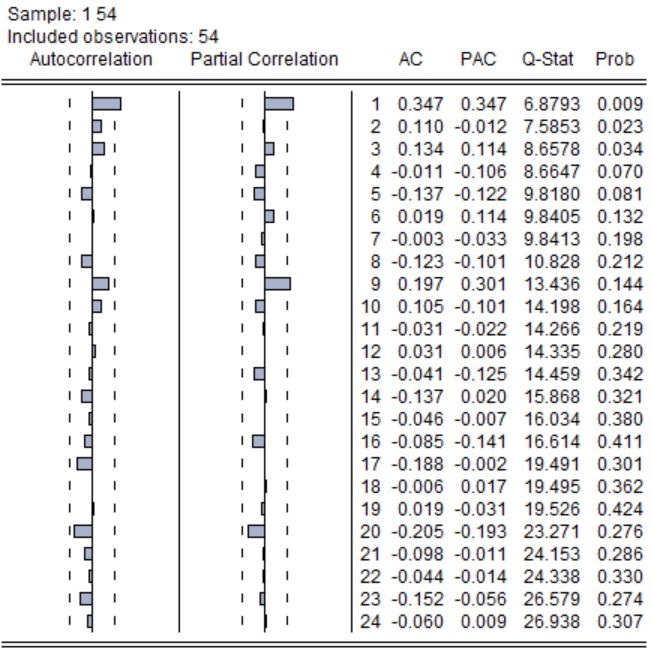 Sample: 1 54
Included observations: 54
Autocorrelation Partial Correlation AC PAC Q-Stat Prob
1 0.347 0.347 6.8793 0.009
2 0.110 -0.012 7.5853 0.023
3 0.134 0.114 8.6578 0.034
4 -0.011 -0.106 8.6647 0.070
5 -0.137 -0.122 9.8180 0.081
6 0.019 0.114 9.8405 0.132
7 -0.003 -0.033 9.8413 0.198
8 -0.123 -0.101 10.828 0.212
9 0.197 0.301 13.436 0.144
10 0.105 -0.101 14.198 0.164
11 -0.031 -0.022 14.266 0.219
12 0.031 0.006 14.335 0.280
13 -0.041 -0.125 14.459 0.342
14 -0.137 0.020 15.868 0.321
15 -0.046 -0.007 16.034 0.380
16 -0.085 -0.141 16.614 0.411
17 -0.188 -0.002 19.491 0.301
18 -0.006 0.017 19.495 0.362
19 0.019 -0.031 19.526 0.424
20 -0.205 -0.193 23.271 0.276
21 -0.098 -0.011 24.153 0.286
22 -0.044 -0.014 24.338 0.330
23 -0.152 -0.056 26.579 0.274
24 -0.060 0.009 26.938 0.307